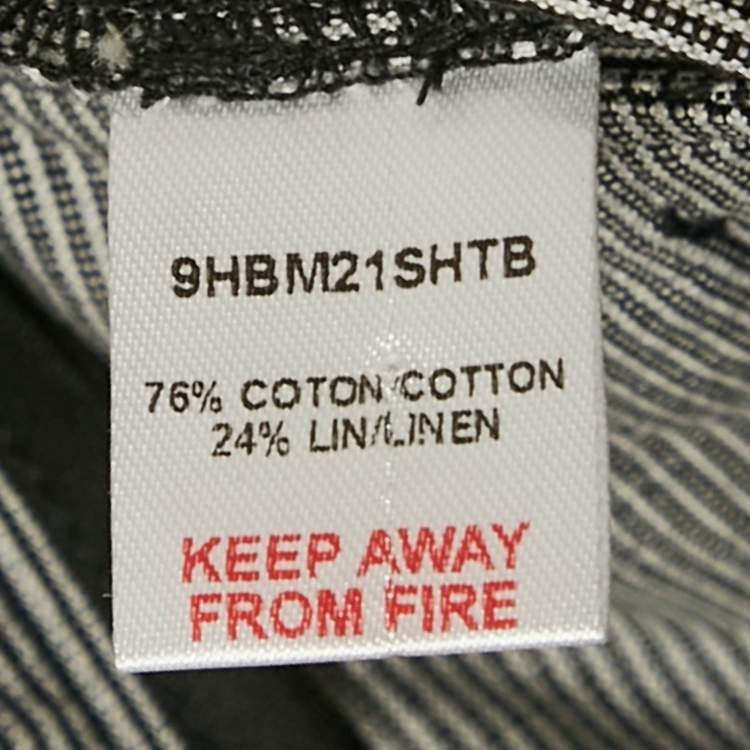 9HBM21SHTB
76% COTON/COTTON
24% LIN/LINEN
KEEP AWAY
FROM FIRE